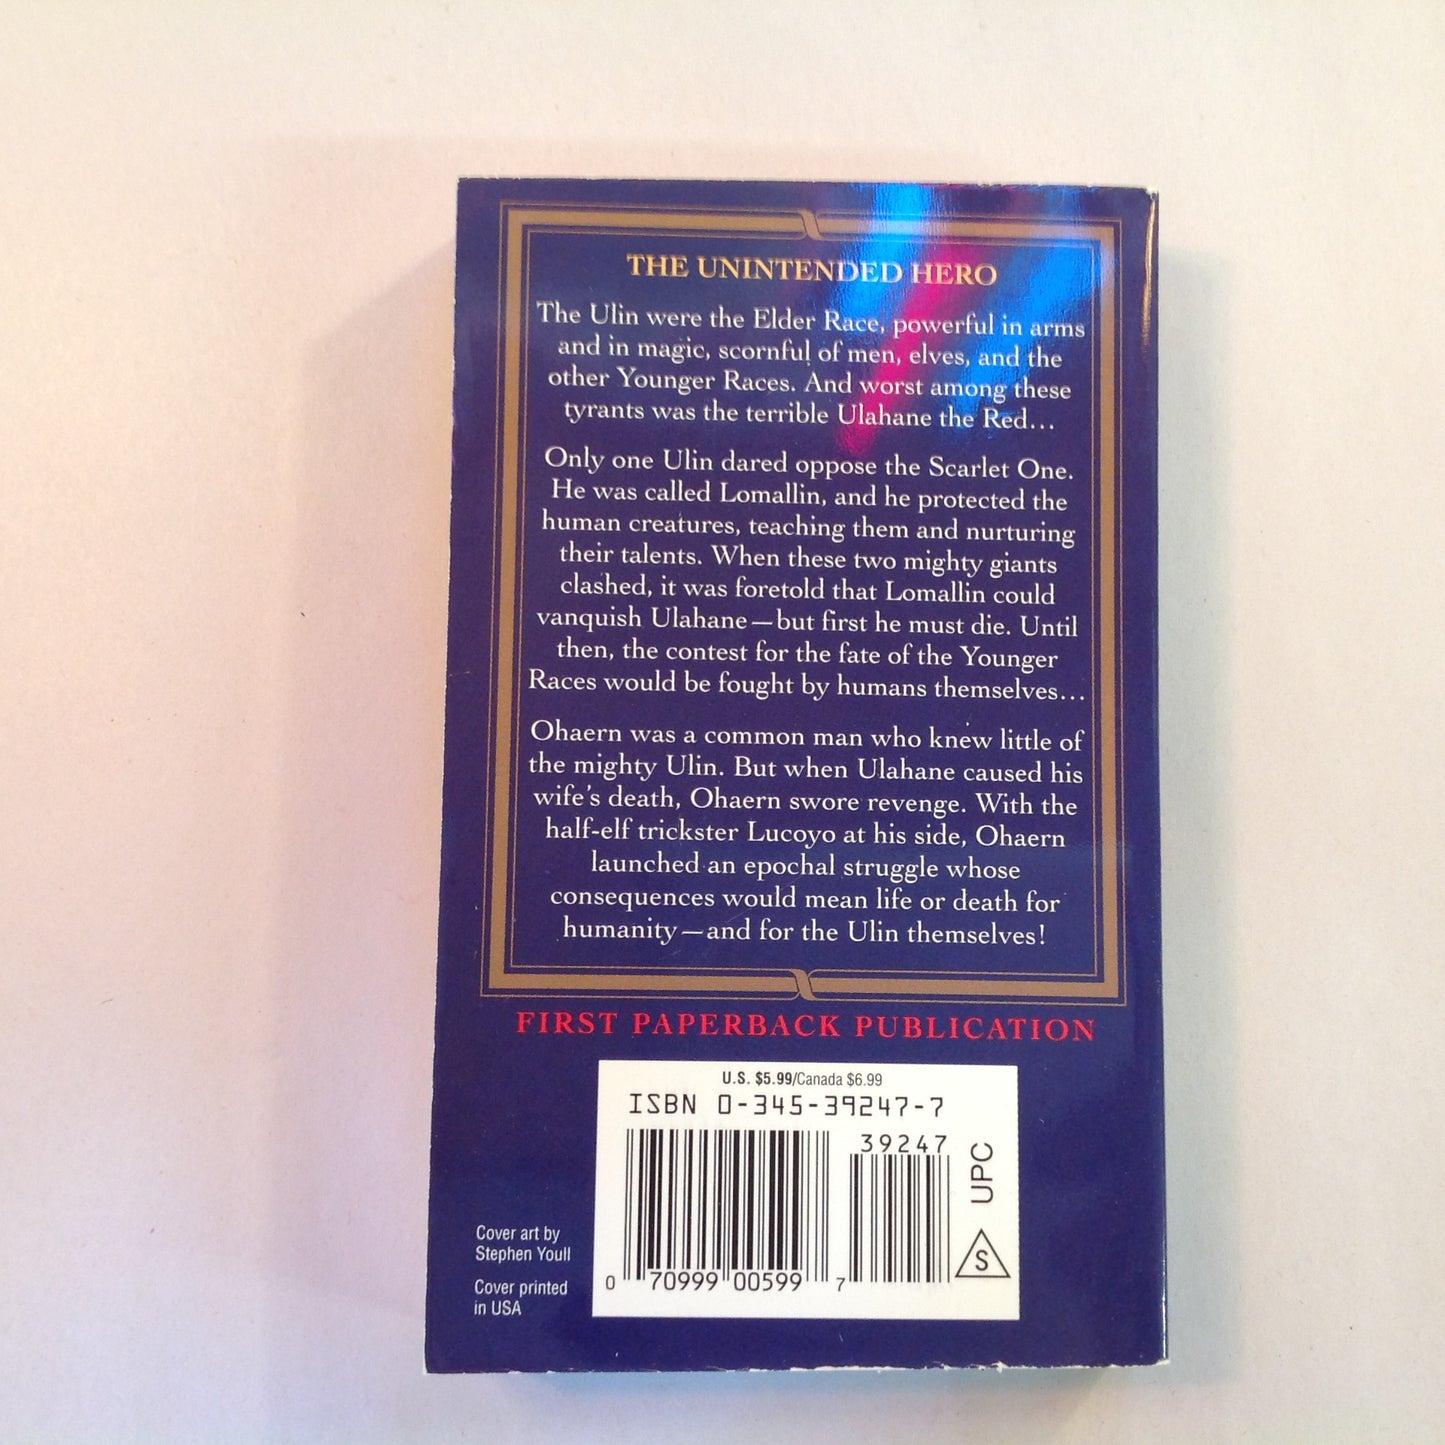 THE UNINTENDED HERO
The Ulin were the Elder Race, powerful in arms
and in magic, scornful of men, elves, and the
other Younger Races. And worst among these
tyrants was the terrible Ulahane the Red...
Only one Ulin dared oppose the Scarlet One.
He was called Lomallin, and he protected the
human creatures, teaching them and nurturing
their talents. When these two mighty giants
clashed, it was foretold that Lomallin could
vanquish Ulahane—but first he must die. Until
then, the contest for the fate of the Younger
Races would be fought by humans themselves...
Ohaern was a common man who knew little of
the mighty Ulin. But when Ulahane caused his
wife's death, Ohaern swore revenge. With the
half-elf trickster Lucoyo at his side, Ohaern
launched an epochal struggle whose
consequences would mean life or death for
humanity—and for the Ulin themselves!
FIRST PAPERBACK PUBLICATION
U.S. $5.99/Canada $6.99
ISBN 0-345-39247-7
39247
UPC
S
0 70999 00599 7
Cover art by
Stephen Youll
Cover printed
in USA